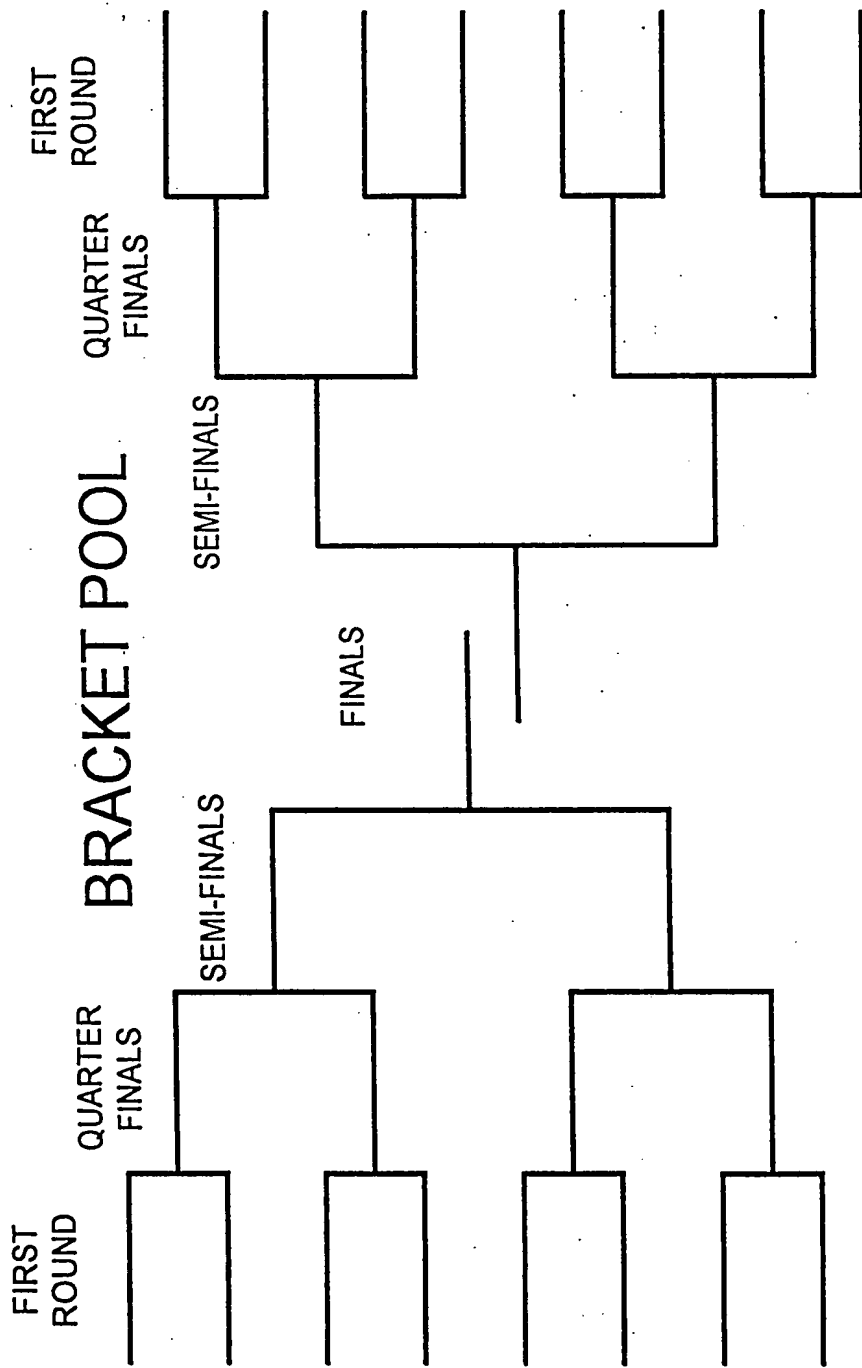 BRACKET POOL
FIRST
ROUND
QUARTER
FINALS
SEMI-FINALS
FINALS
SEMI-FINALS
QUARTER
FINALS
FIRST
ROUND